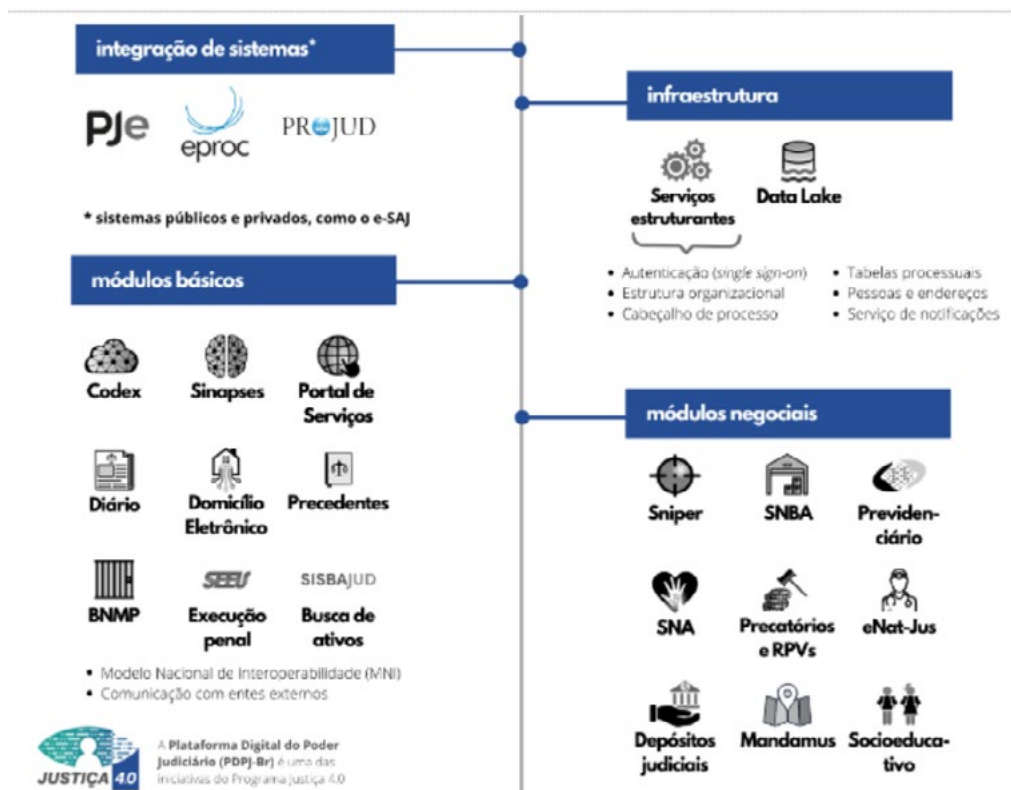 integração de sistemas*
PJe
eproc
PROJUD
* sistemas públicos e privados, como o e-SAJ
infraestrutura
Serviços
estruturantes
Data Lake
• Autenticação (single sign-on)
• Estrutura organizacional
• Cabeçalho de processo
• Tabelas processuais
• Pessoas e endereços
• Serviço de notificações
módulos básicos
Codex
Sinapses
Portal de
Serviços
Diário
Domicílio
Eletrônico
Precedentes
BNMP
SEEU
Execução
penal
SISBAJUD
Busca de
ativos
• Modelo Nacional de Interoperabilidade (MNI)
• Comunicação com entes externos
módulos negociais
Sniper
SNBA
Previden-
ciário
SNA
Precatórios
e RPVs
eNat-Jus
Depósitos
judiciais
Mandamus
Socioeduca-
tivo
JUSTIÇA 4.0
A Plataforma Digital do Poder
Judiciário (PDPJ-Br) é uma das
iniciativas do Programa Justiça 4.0